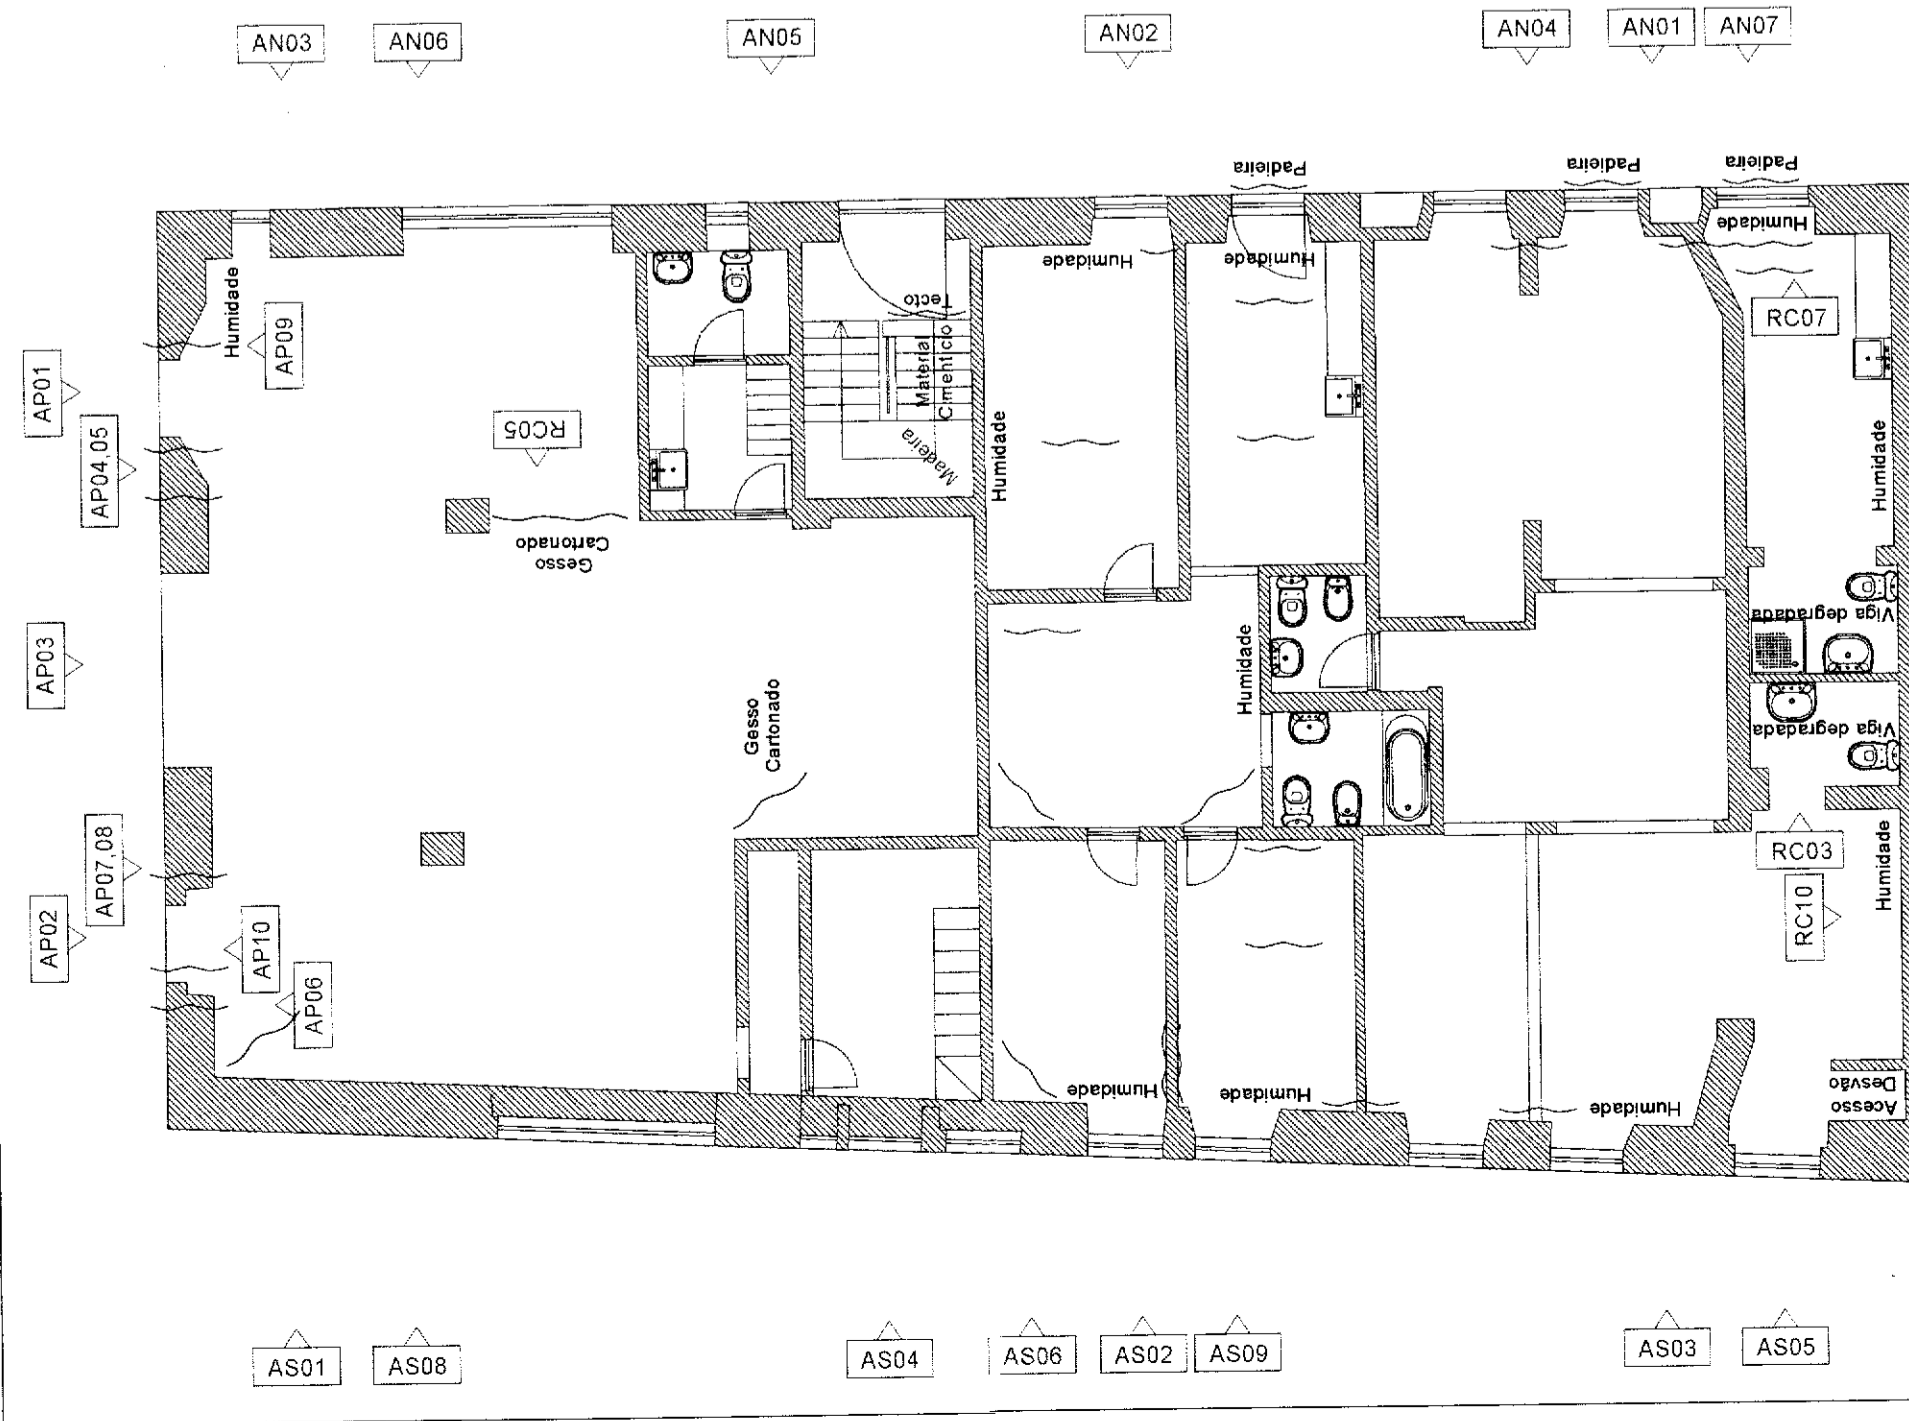 AN03
AN06
AN05
AN02
AN04
AN01
AN07
Padieira
Padieira
Padieira
Humidade
Humidade
Humidade
Humidade
Tecto
Material
Cimentício
Madeira
AP01
AP04,05
AP09
RC05
RC07
Humidade
Humidade
Gesso
Cartonado
Viga degradada
AP03
Humidade
Gesso
Cartonado
Viga degradada
AP07,08
AP02
AP10
AP06
RC03
RC10
Humidade
Humidade
Humidade
Humidade
Acesso
Desvão
AS01
AS08
AS04
AS06
AS02
AS09
AS03
AS05